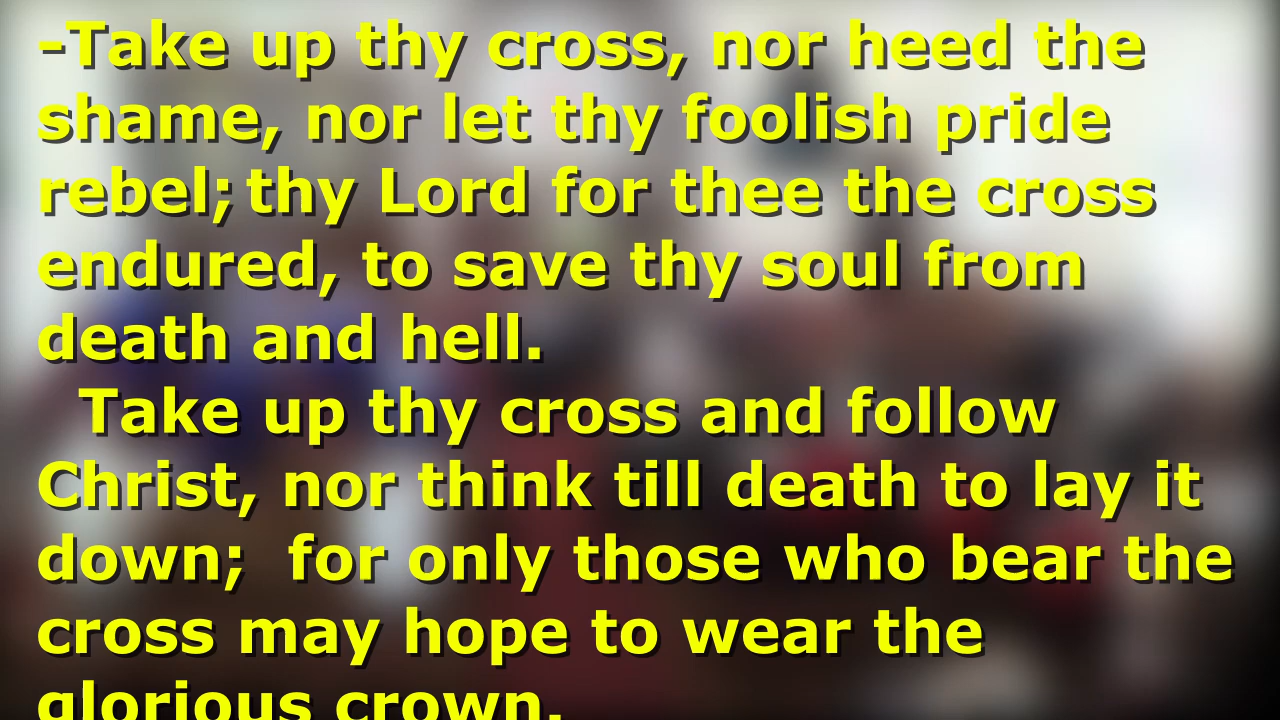 -Take up thy cross, nor heed the
shame, nor let thy foolish pride
rebel; thy Lord for thee the cross
endured, to save thy soul from
death and hell.
Take up thy cross and follow
Christ, nor think till death to lay it
down;  for only those who bear the
cross may hope to wear the
glorious crown.